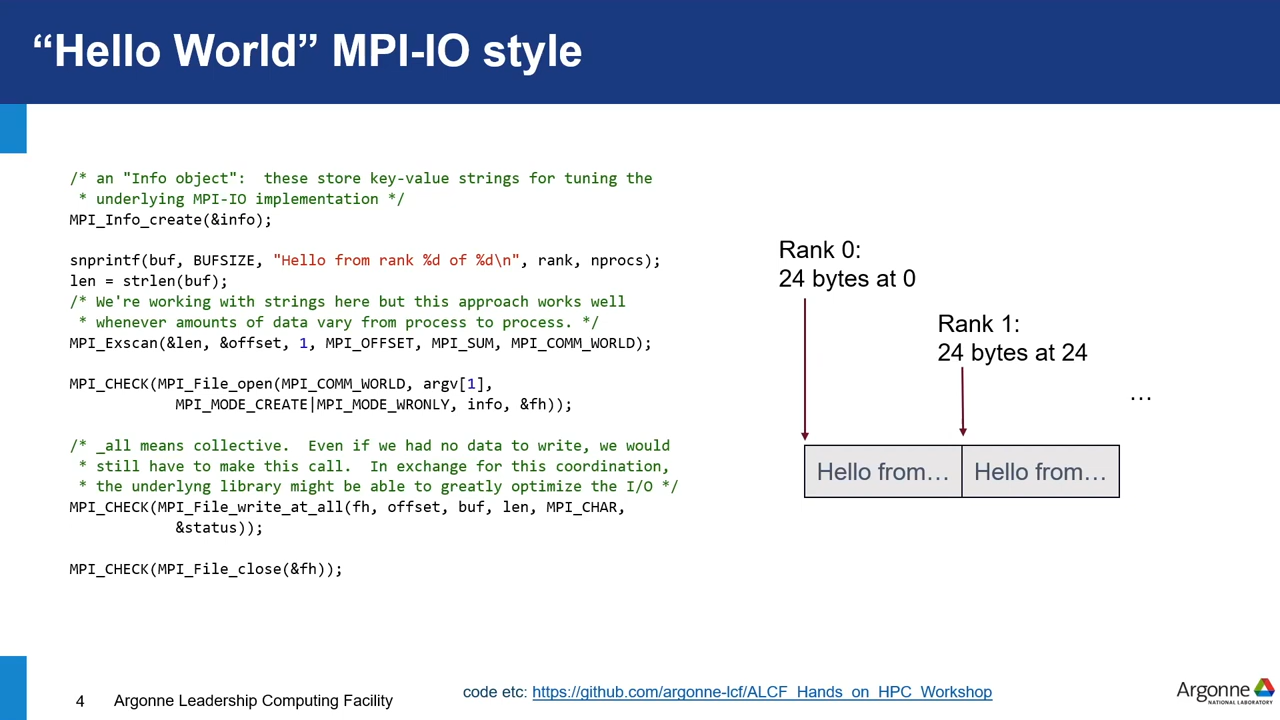 “Hello World” MPI-IO style
/* an "Info object":  these store key-value strings for tuning the
 * underlying MPI-IO implementation */
MPI_Info_create(&info);
snprintf(buf, BUFSIZE, "Hello from rank %d of %d\n", rank, nprocs);
len = strlen(buf);
/* We're working with strings here but this approach works well
 * whenever amounts of data vary from process to process. */
MPI_Exscan(&len, &offset, 1, MPI_OFFSET, MPI_SUM, MPI_COMM_WORLD);
MPI_CHECK(MPI_File_open(MPI_COMM_WORLD, argv[1],
            MPI_MODE_CREATE|MPI_MODE_WRONLY, info, &fh));
/* _all means collective.  Even if we had no data to write, we would
 * still have to make this call.  In exchange for this coordination,
 * the underlyng library might be able to greatly optimize the I/O */
MPI_CHECK(MPI_File_write_at_all(fh, offset, buf, len, MPI_CHAR,
            &status));
MPI_CHECK(MPI_File_close(&fh));
Rank 0:
24 bytes at 0
Rank 1:
24 bytes at 24
…
Hello from… Hello from…
4 Argonne Leadership Computing Facility
code etc: https://github.com/argonne-lcf/ALCF_Hands_on_HPC_Workshop
Argonne
NATIONAL LABORATORY